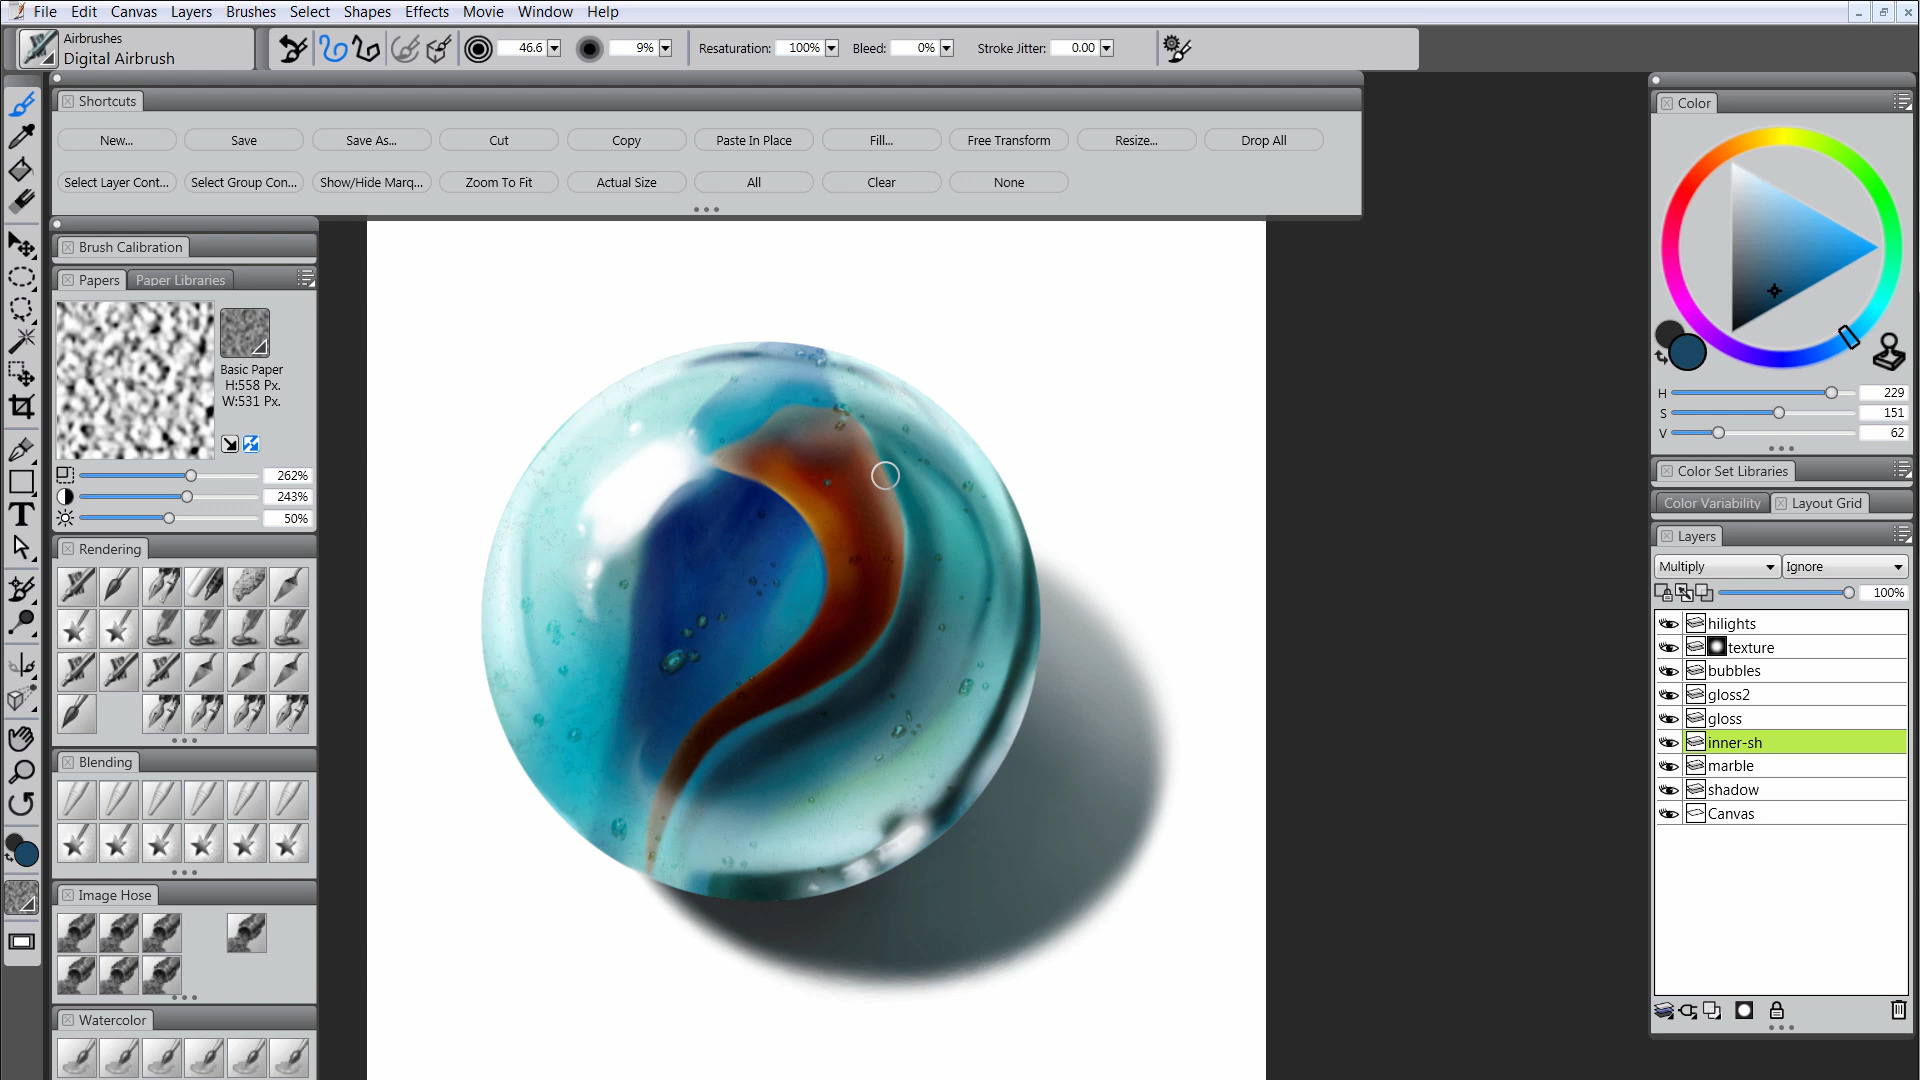 File Edit Canvas Layers Brushes Select Shapes Effects Movie Window Help
Airbrushes
Digital Airbrush
46.6 9% Resaturation: 100% Bleed: 0% Stroke Jitter: 0.00
Shortcuts
New... Save Save As... Cut Copy Paste In Place Fill... Free Transform Resize... Drop All
Select Layer Cont... Select Group Con... Show/Hide Marq... Zoom To Fit Actual Size All Clear None
Brush Calibration
Papers Paper Libraries
Basic Paper
H:558 Px.
W:531 Px.
262%
243%
50%
Rendering
Blending
Image Hose
Watercolor
T
Color
H 229
S 151
V 62
Color Set Libraries
Color Variability Layout Grid
Layers
Multiply Ignore
100%
hilights
texture
bubbles
gloss2
gloss
inner-sh
marble
shadow
Canvas